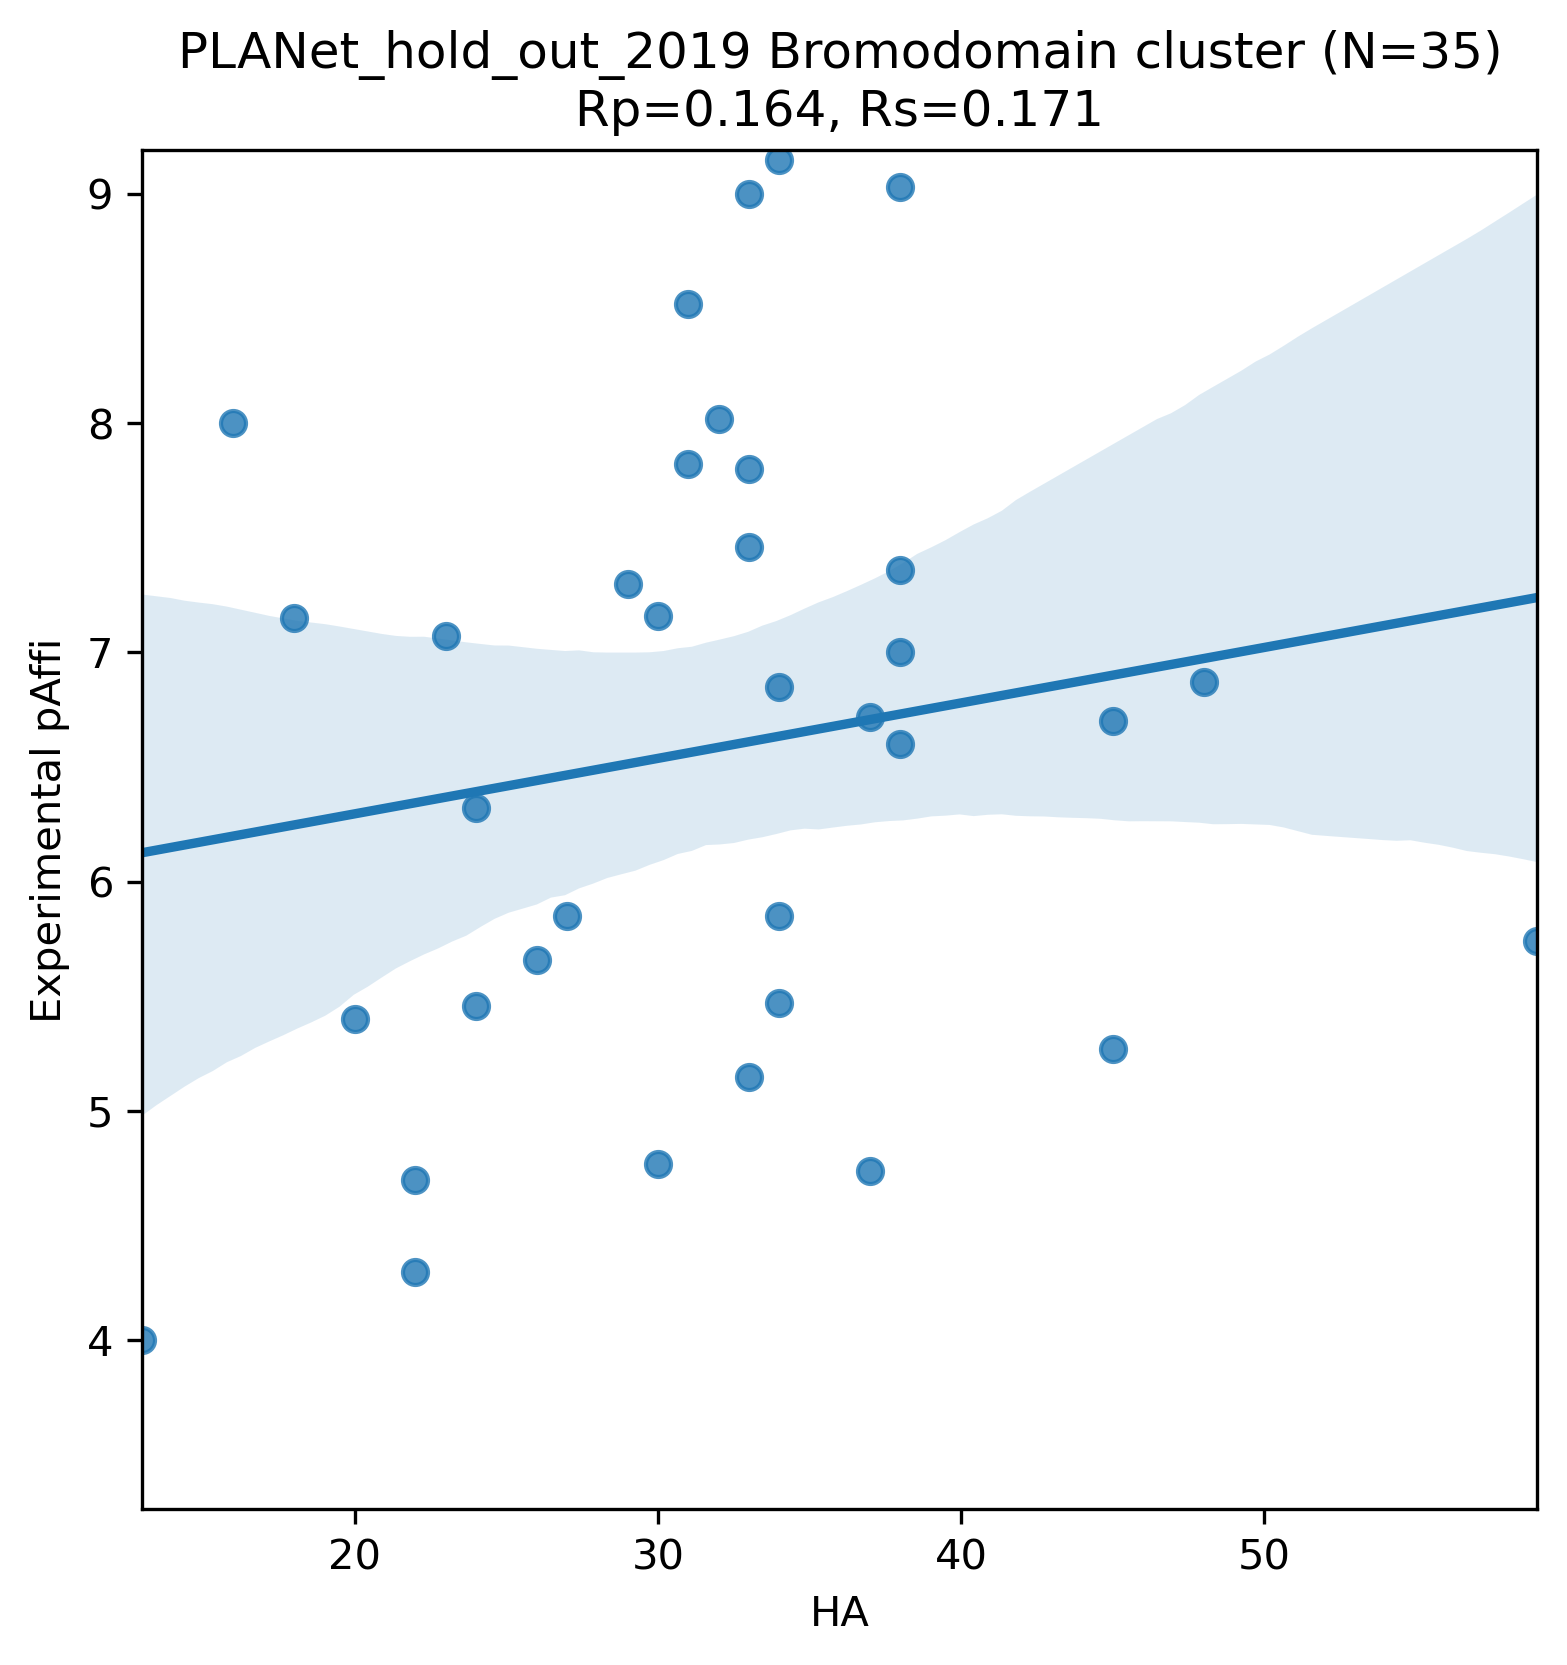 PLANet_hold_out_2019 Bromodomain cluster (N=35)
Rp=0.164, Rs=0.171
9
8
7
6
5
4
Experimental pAffi
20 30 40 50
HA